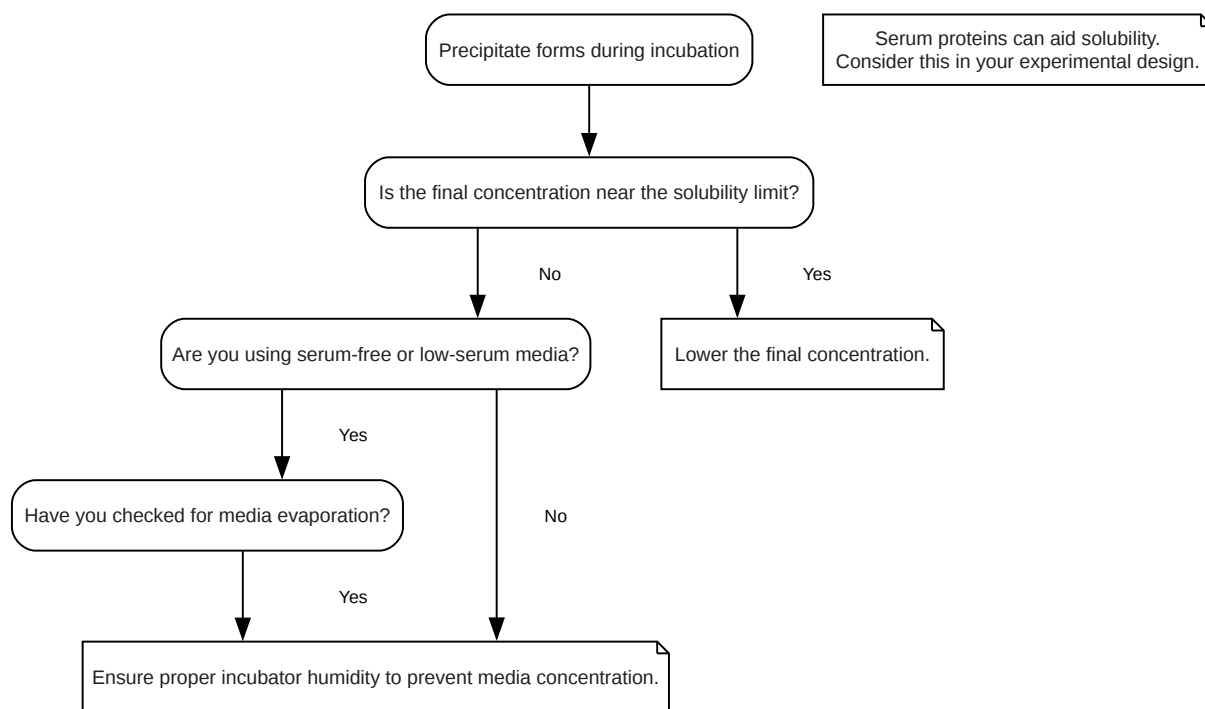 Precipitate forms during incubation
Serum proteins can aid solubility.
Consider this in your experimental design.
Is the final concentration near the solubility limit?
No
Yes
Are you using serum-free or low-serum media?
Lower the final concentration.
Yes
Have you checked for media evaporation?
No
Yes
Ensure proper incubator humidity to prevent media concentration.